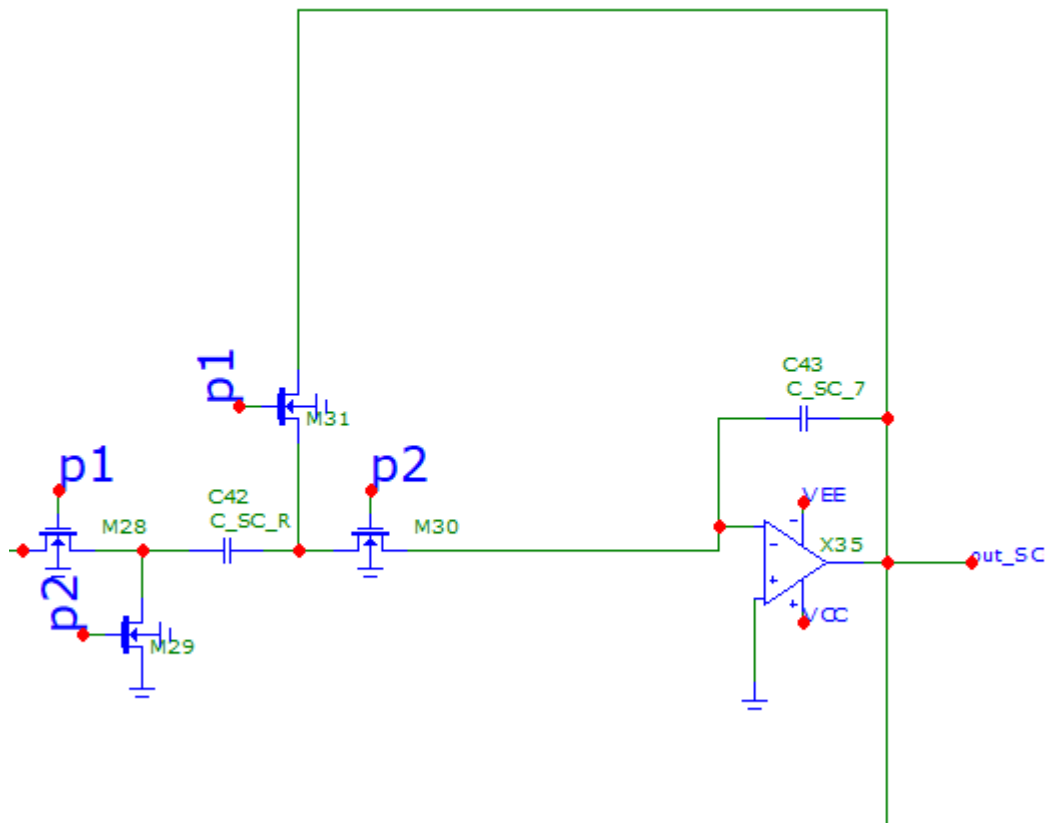 C43
C_SC_7
p1
M31
p1
p2
C42
C_SC_R
M28
M30
VEE
X35
-
-
+
+
out_SC
p2
VCC
M29